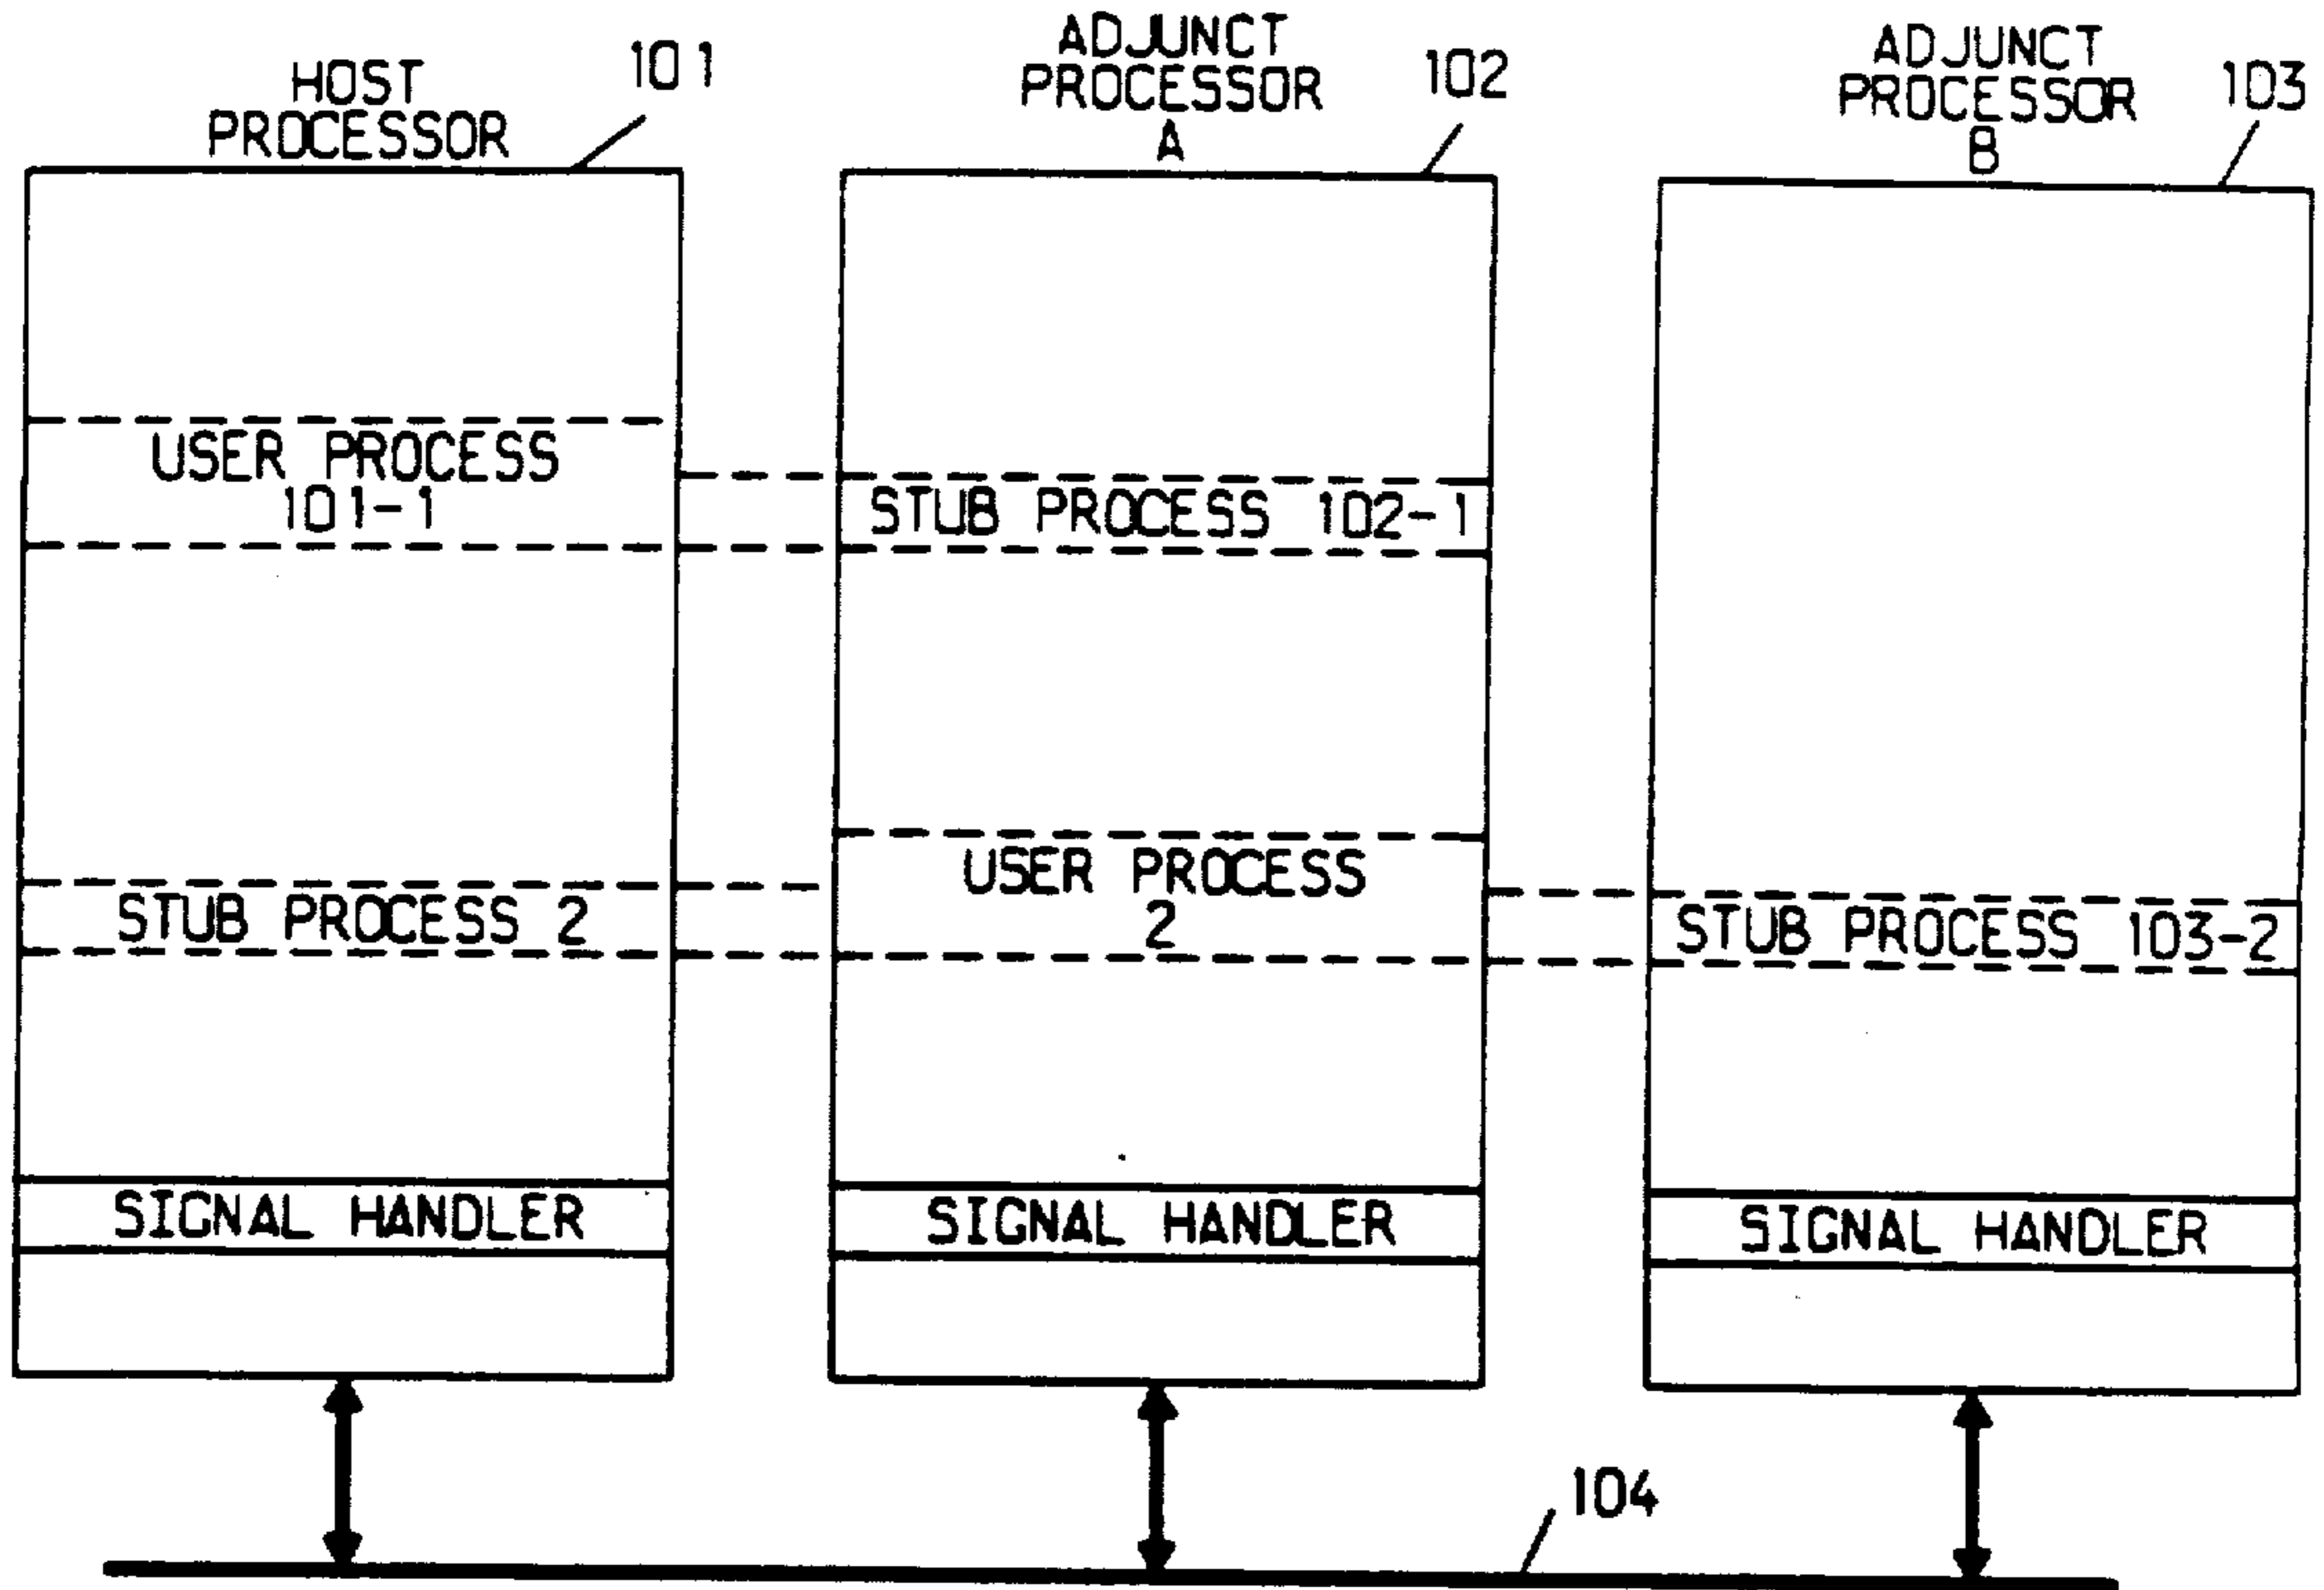 HOST
PROCESSOR
101
ADJUNCT
PROCESSOR
A
102
ADJUNCT
PROCESSOR
B
103
USER PROCESS
101-1
STUB PROCESS 102-1
STUB PROCESS 2
USER PROCESS
2
STUB PROCESS 103-2
SIGNAL HANDLER
SIGNAL HANDLER
SIGNAL HANDLER
104